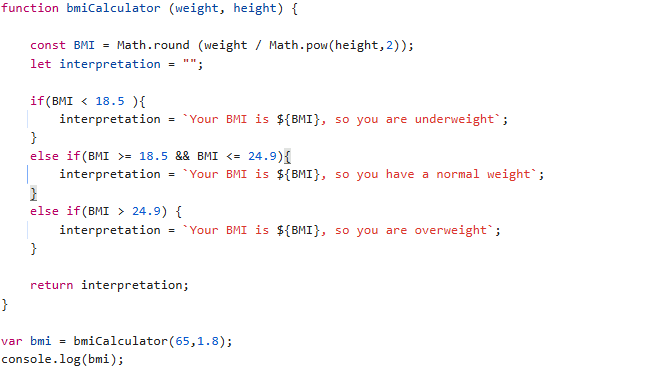 function bmiCalculator (weight, height) {
const BMI = Math.round (weight / Math.pow(height,2));
let interpretation = "";
if(BMI < 18.5 ){
interpretation = `Your BMI is ${BMI}, so you are underweight`;
}
else if(BMI >= 18.5 && BMI <= 24.9){
interpretation = `Your BMI is ${BMI}, so you have a normal weight`;
}
else if(BMI > 24.9) {
interpretation = `Your BMI is ${BMI}, so you are overweight`;
}
return interpretation;
}
var bmi = bmiCalculator(65,1.8);
console.log(bmi);